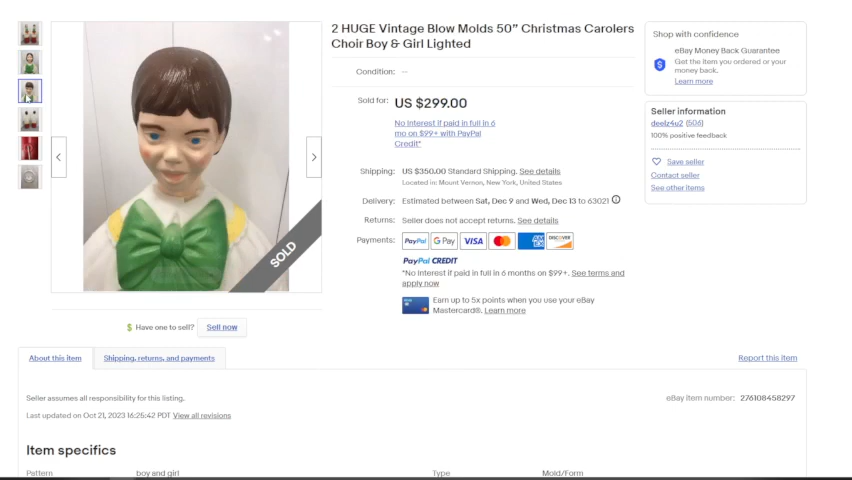 2 HUGE Vintage Blow Molds 50" Christmas Carolers
Choir Boy & Girl Lighted
Condition: --
Sold for: US $299.00
No Interest if paid in full in 6
mo on $99+ with PayPal
Credit*
Shipping: US $350.00 Standard Shipping. See details
Located in: Mount Vernon, New York, United States
Delivery: Estimated between Sat, Dec 9 and Wed, Dec 13 to 63021
Returns: Seller does not accept returns. See details
Payments: PayPal G Pay VISA AM EX DISCOVER
PayPal CREDIT
*No Interest if paid in full in 6 months on $99+. See terms and
apply now
Earn up to 5x points when you use your eBay
Mastercard®. Learn more
Shop with confidence
eBay Money Back Guarantee
Get the item you ordered or your
money back.
Learn more
Seller information
deelz4u2 (506)
100% positive feedback
Save seller
Contact seller
See other items
SOLD
Have one to sell? Sell now
About this item
Shipping, returns, and payments
Report this item
Seller assumes all responsibility for this listing.
eBay item number: 276108458297
Last updated on Oct 21, 2023 16:25:42 PDT View all revisions
Item specifics
Pattern boy and girl Type Mold/Form